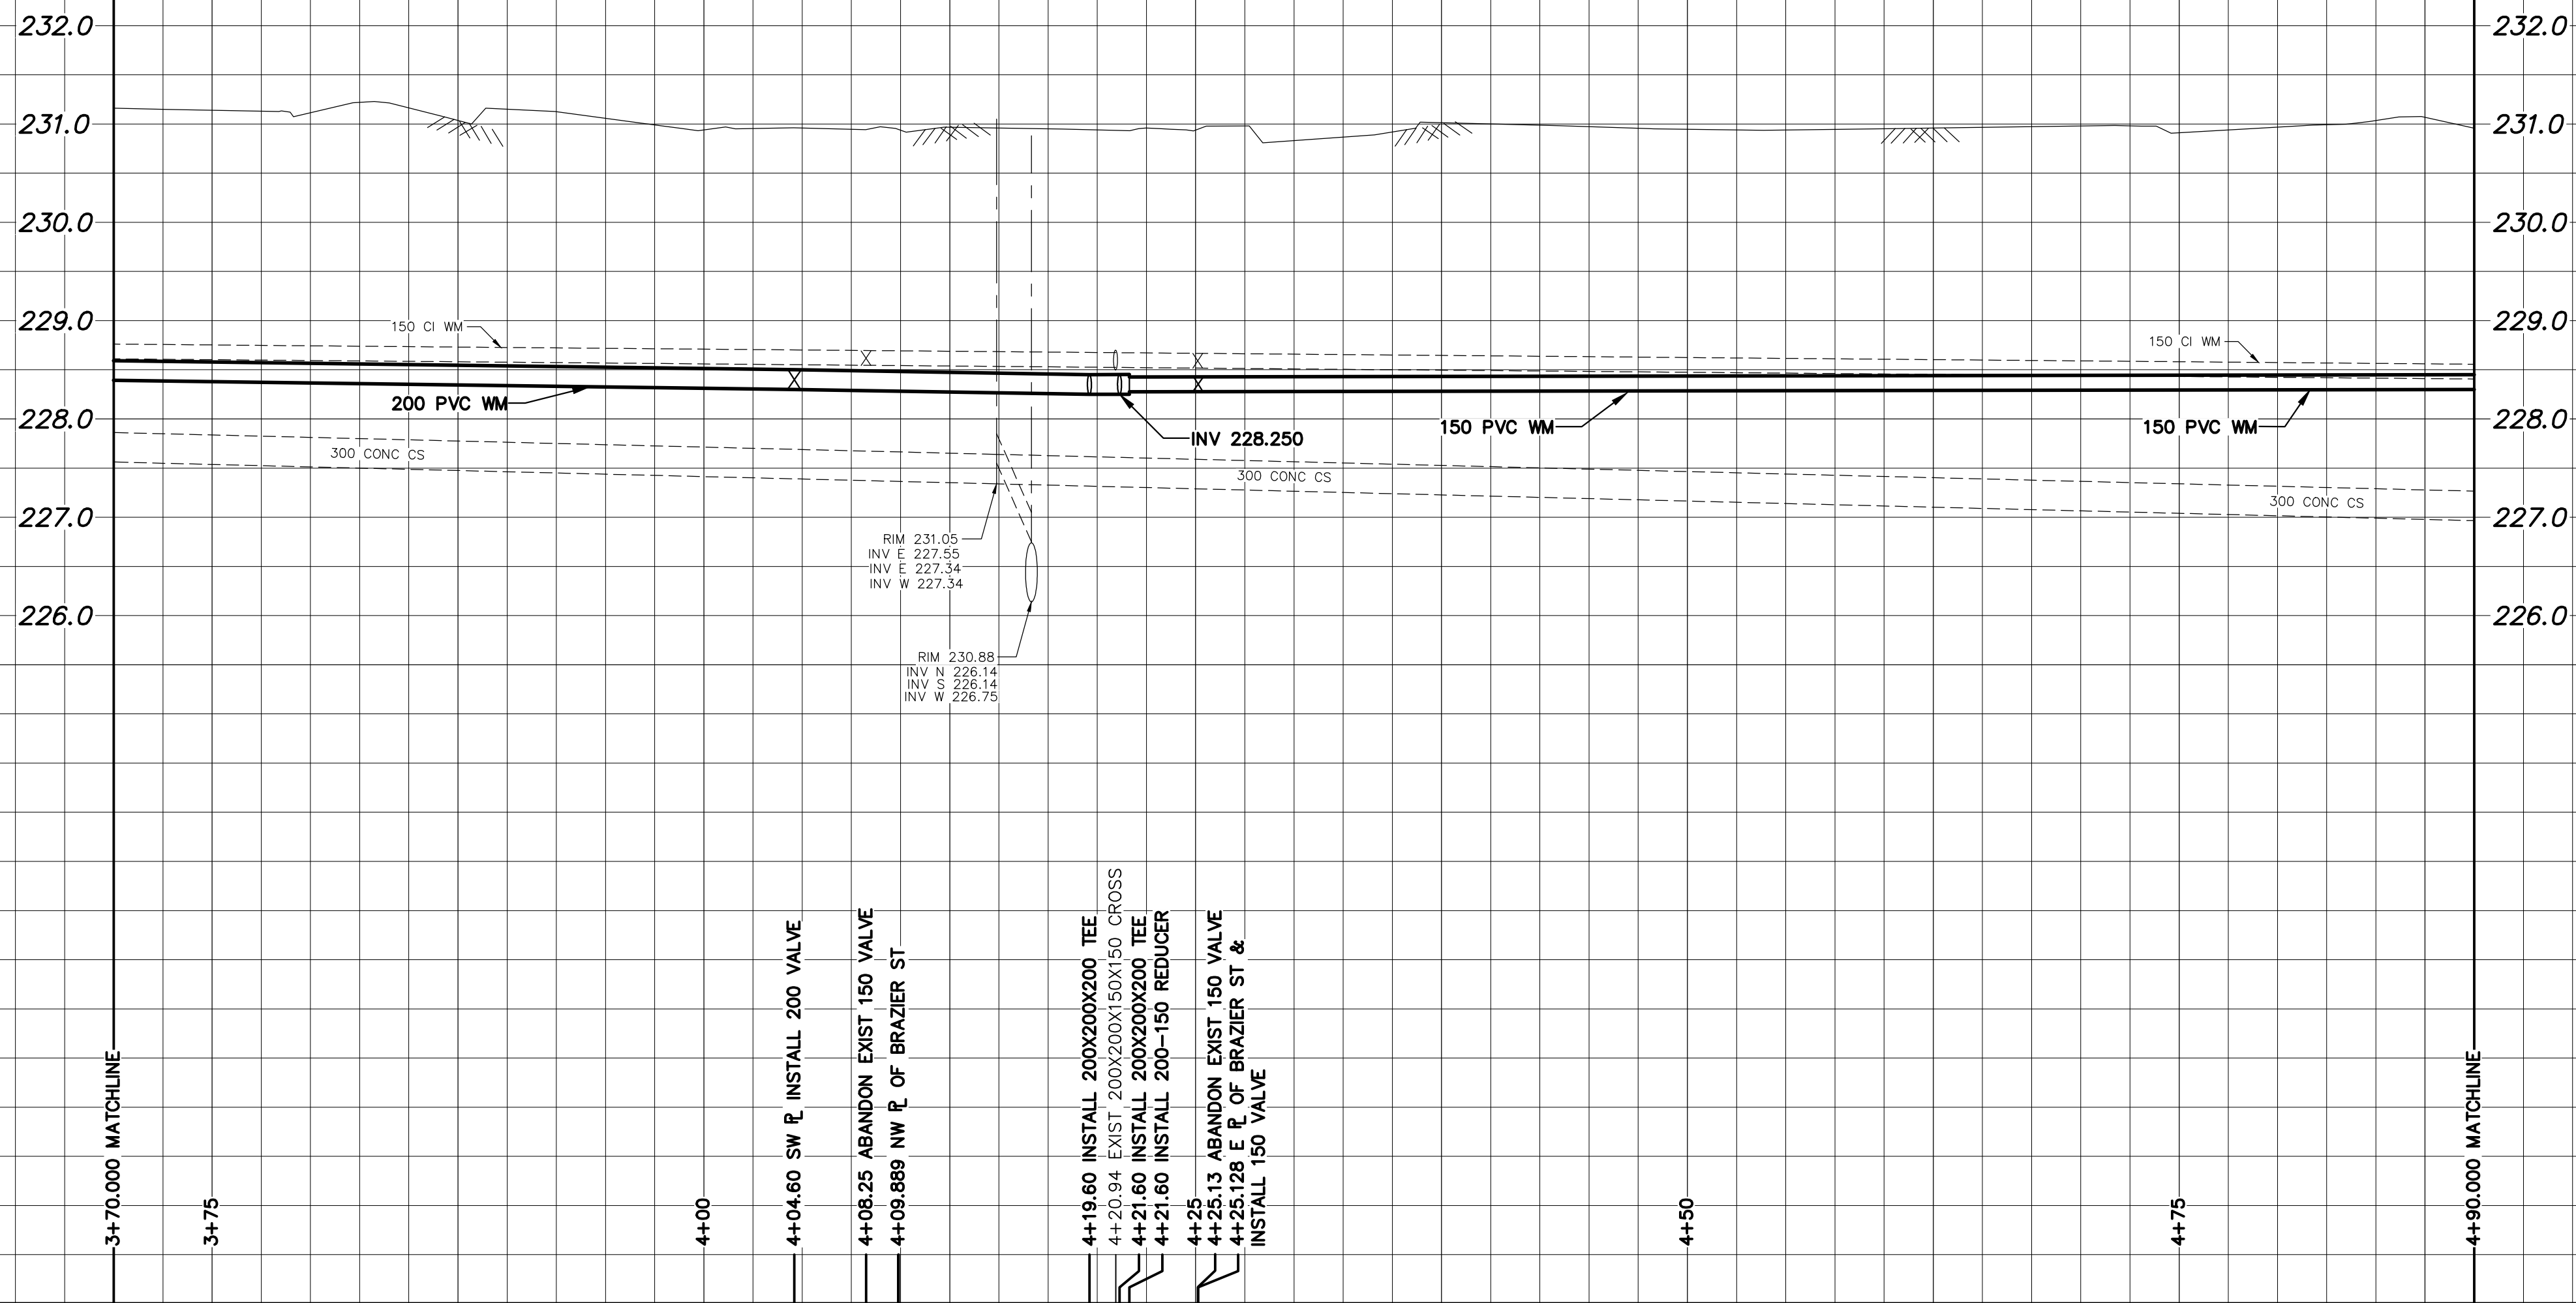 232.0
232.0
231.0
231.0
230.0
230.0
229.0
229.0
150 CI WM
150 CI WM
200 PVC WM
228.0
228.0
INV 228.250
150 PVC WM
150 PVC WM
300 CONC CS
300 CONC CS
300 CONC CS
227.0
227.0
RIM 231.05
INV E 227.55
INV E 227.34
INV W 227.34
226.0
226.0
RIM 230.88
INV N 226.14
INV S 226.14
INV W 226.75
3+70.000 MATCHLINE
3+75
4+00
4+04.60 SW PL INSTALL 200 VALVE
4+08.25 ABANDON EXIST 150 VALVE
4+09.889 NW PL OF BRAZIER ST
4+19.60 INSTALL 200X200X200 TEE
4+20.94 EXIST 200X200X150X150 CROSS
4+21.60 INSTALL 200X200X200 TEE
4+21.60 INSTALL 200-150 REDUCER
4+25
4+25.13 ABANDON EXIST 150 VALVE
4+25.128 E PL OF BRAZIER ST &
INSTALL 150 VALVE
4+50
4+75
4+90.000 MATCHLINE